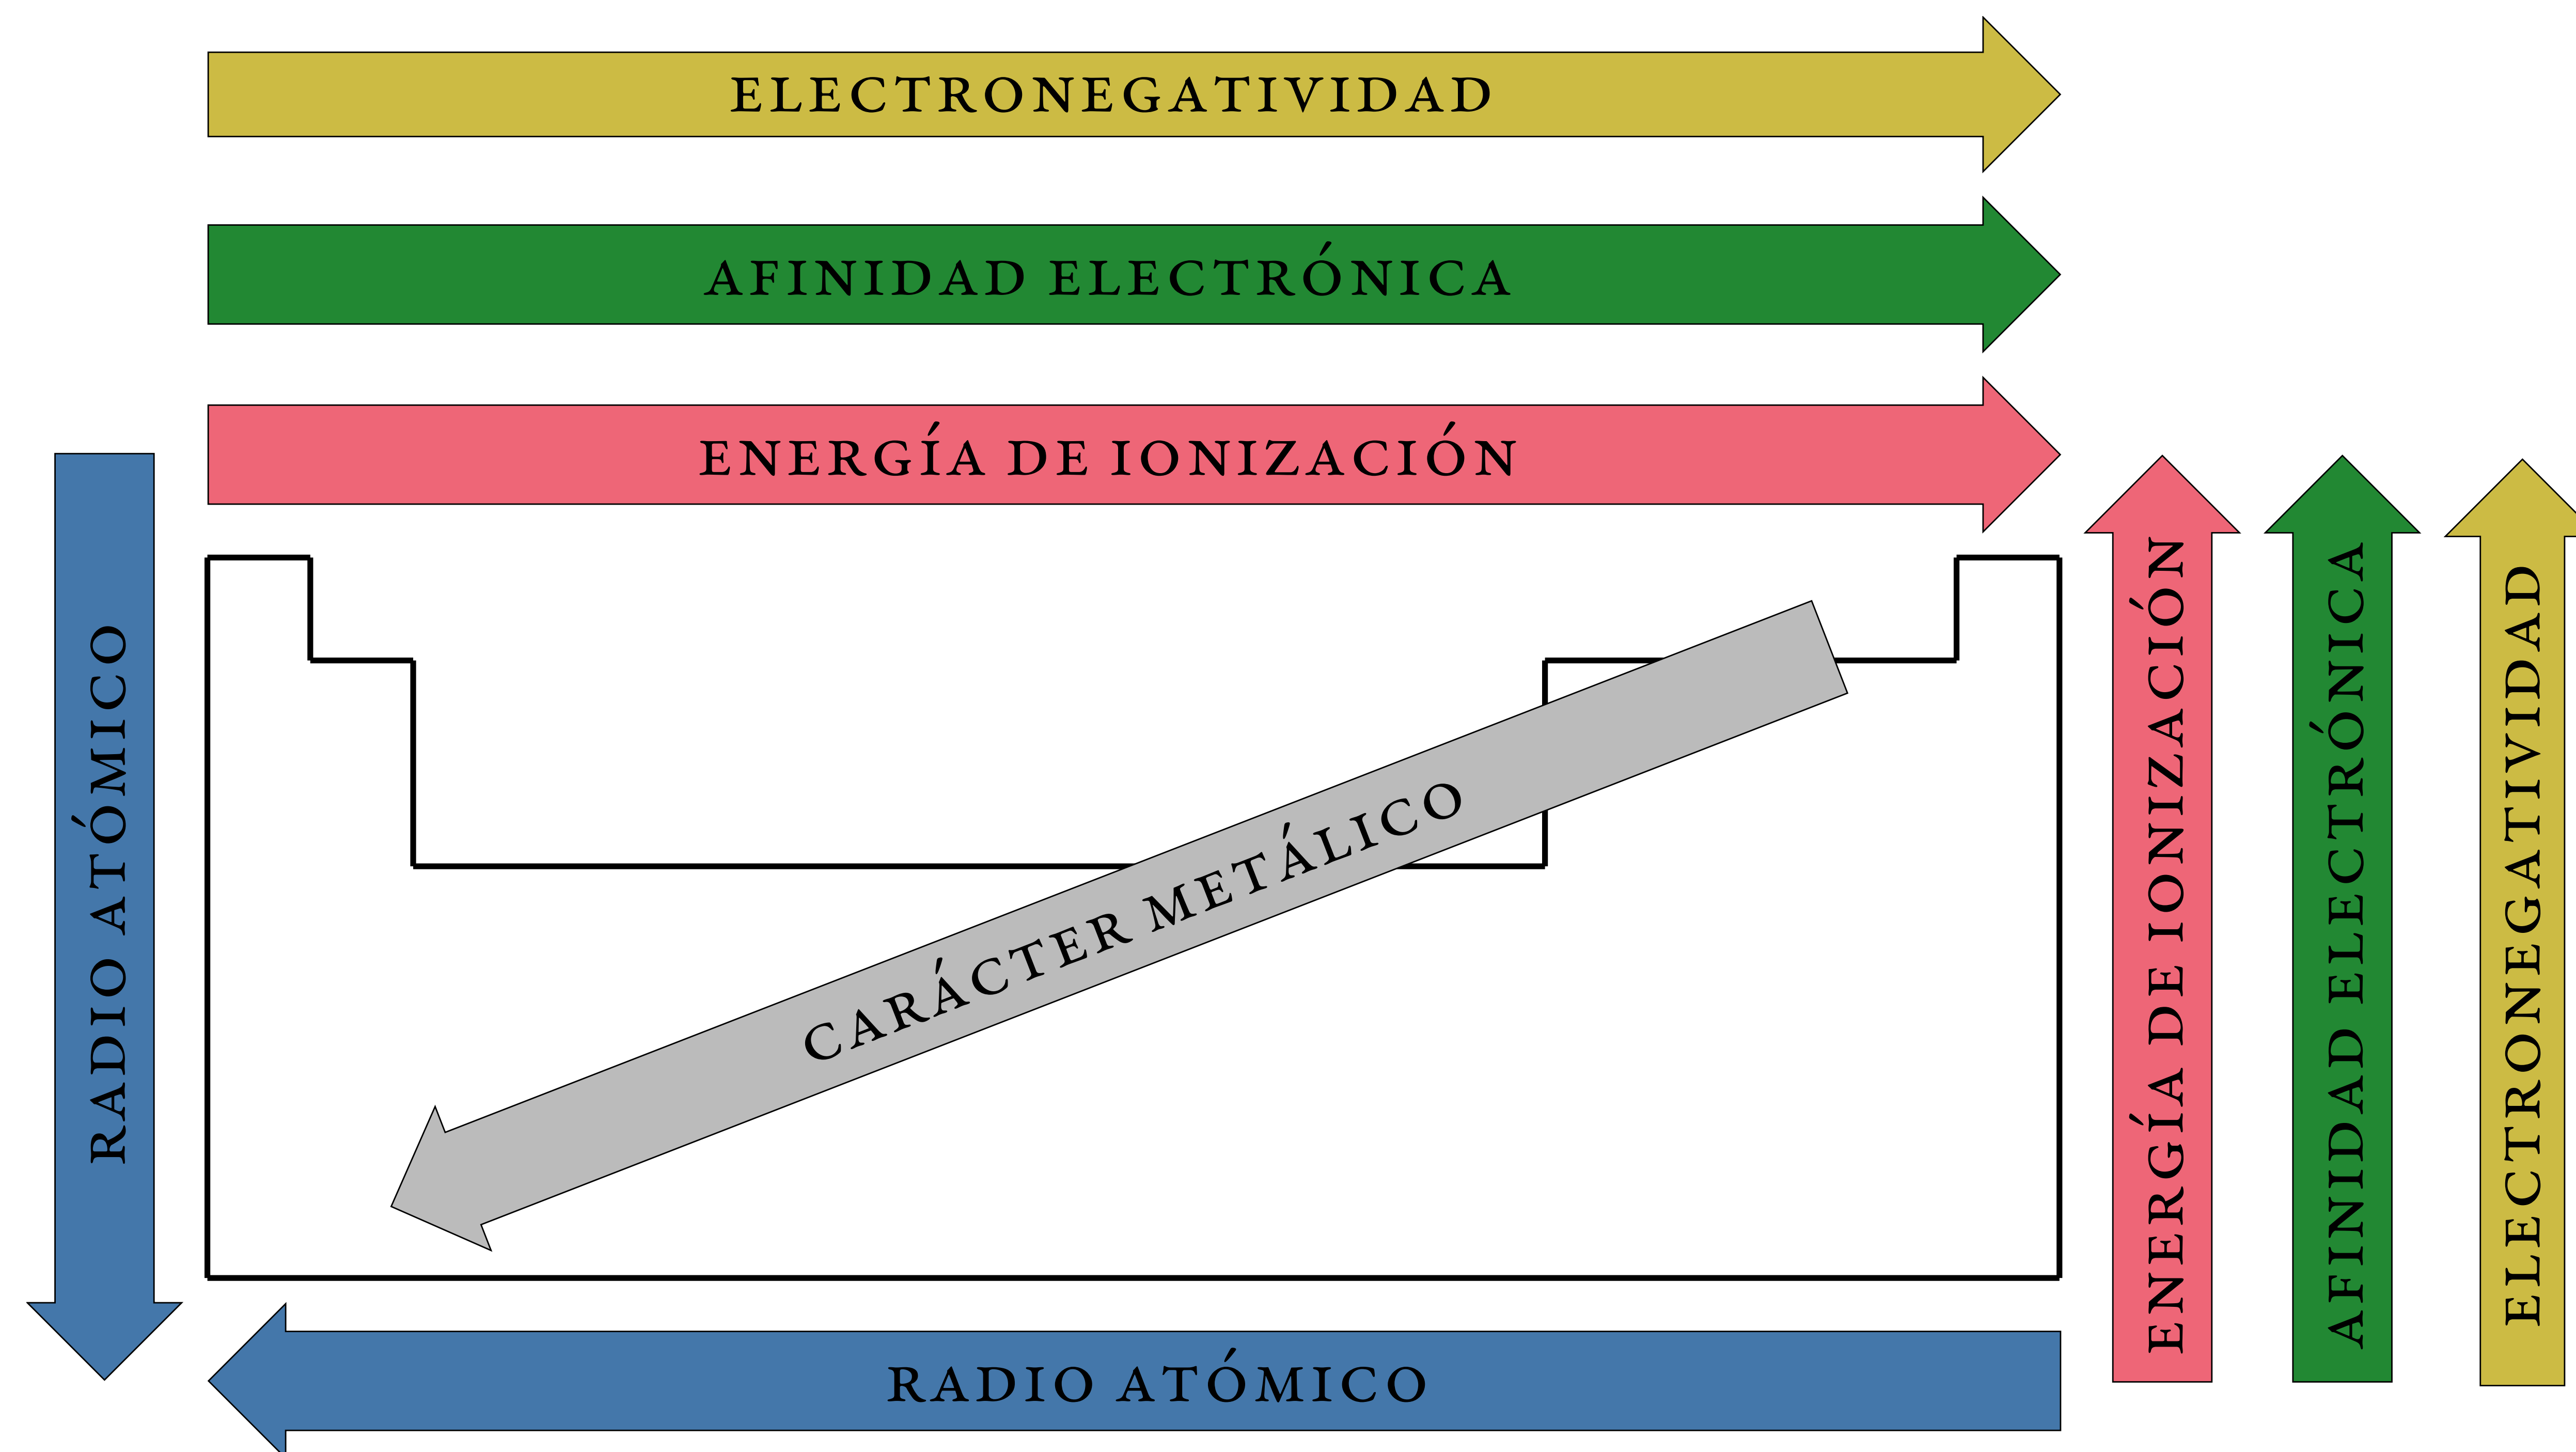 ELECTRONEGATIVIDAD
AFINIDAD ELECTRÓNICA
ENERGÍA DE IONIZACIÓN
RADIO ATÓMICO
CARÁCTER METÁLICO
ENERGÍA DE IONIZACIÓN
AFINIDAD ELECTRÓNICA
ELECTRONEGATIVIDAD
RADIO ATÓMICO